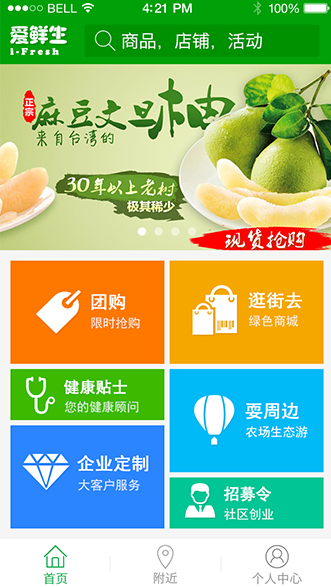 BELL 4:21 PM 100%
爱鲜生
i-Fresh
商品，店铺，活动
正宗
麻豆文旦柚
来自台湾的
30年以上老树
极其稀少
现货抢购
团购
限时抢购
逛街去
绿色商城
健康贴士
您的健康顾问
耍周边
农场生态游
企业定制
大客户服务
招募令
社区创业
首页
附近
个人中心